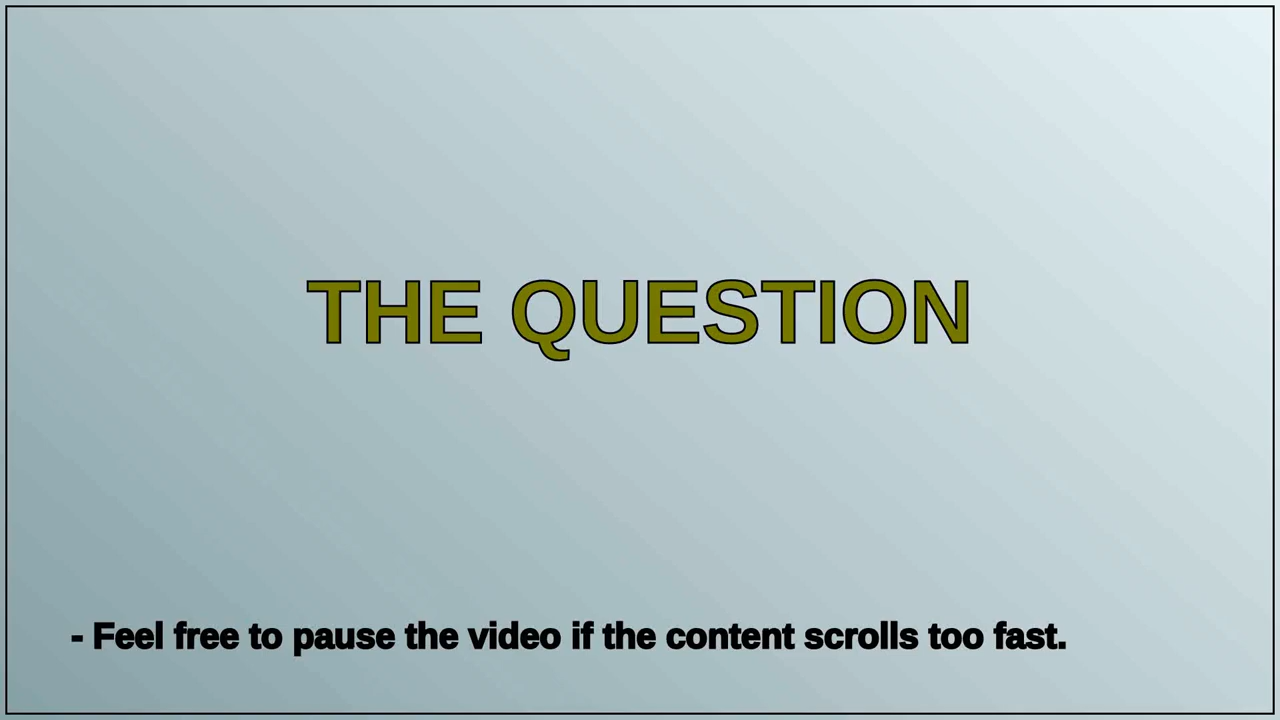 THE QUESTION
- Feel free to pause the video if the content scrolls too fast.